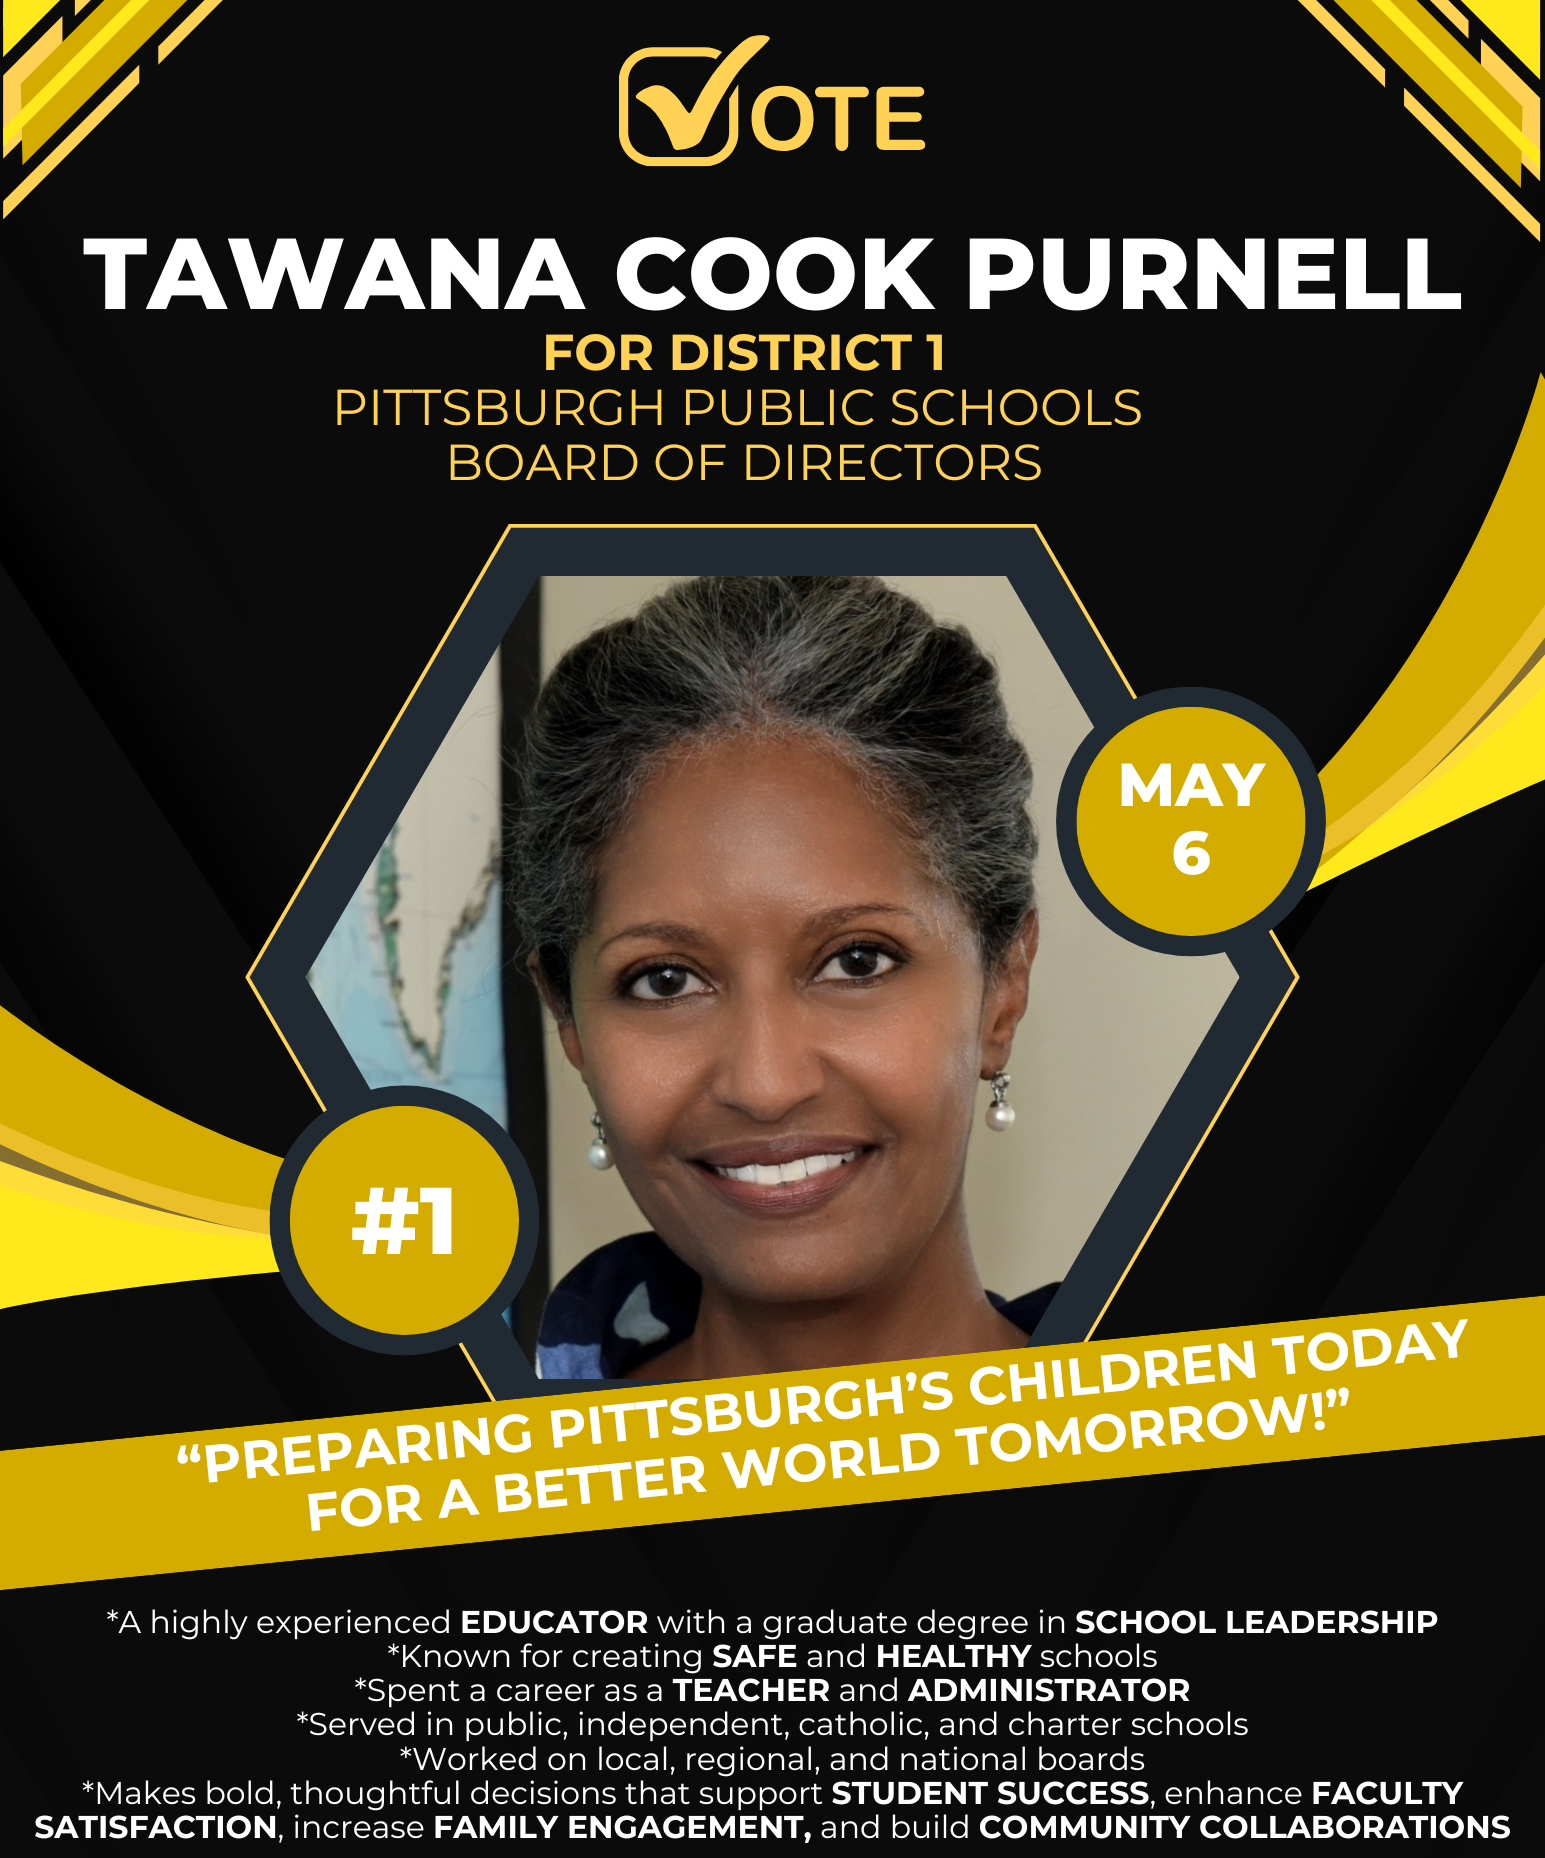 VOTE
TAWANA COOK PURNELL
FOR DISTRICT 1
PITTSBURGH PUBLIC SCHOOLS
BOARD OF DIRECTORS
MAY
6
#1
“PREPARING PITTSBURGH’S CHILDREN TODAY
FOR A BETTER WORLD TOMORROW!”
*A highly experienced EDUCATOR with a graduate degree in SCHOOL LEADERSHIP
*Known for creating SAFE and HEALTHY schools
*Spent a career as a TEACHER and ADMINISTRATOR
*Served in public, independent, catholic, and charter schools
*Worked on local, regional, and national boards
*Makes bold, thoughtful decisions that support STUDENT SUCCESS, enhance FACULTY
SATISFACTION, increase FAMILY ENGAGEMENT, and build COMMUNITY COLLABORATIONS